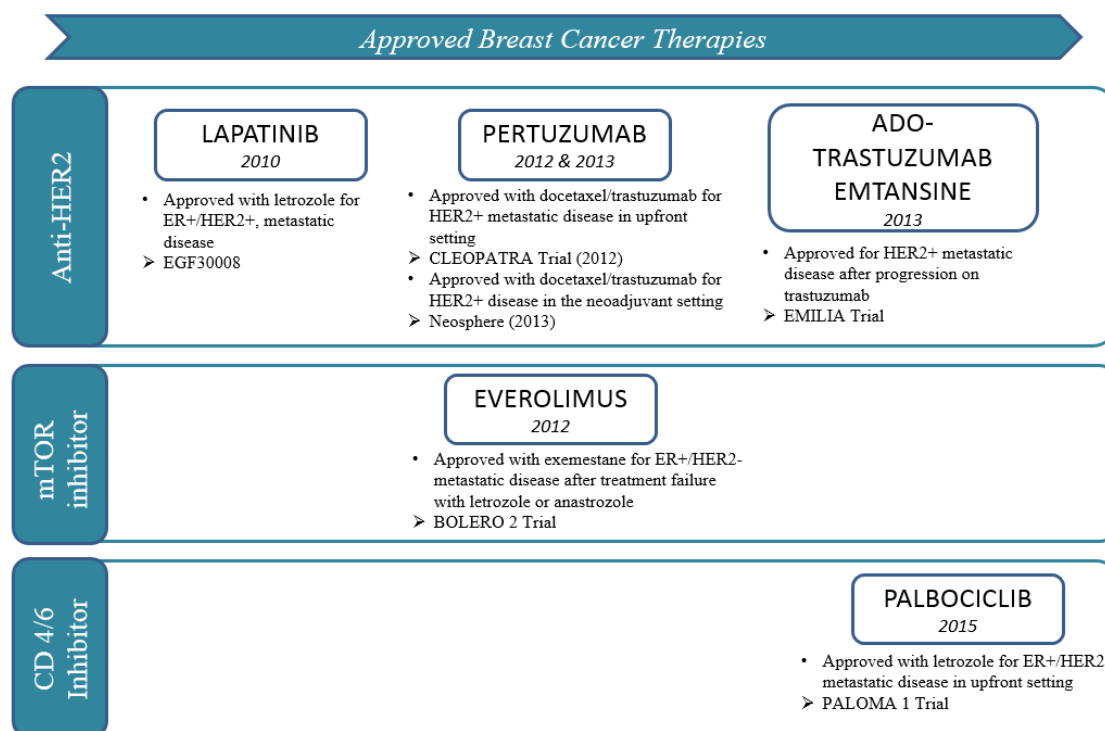 Approved Breast Cancer Therapies
Anti-HER2
LAPATINIB
2010
• Approved with letrozole for
ER+/HER2+, metastatic
disease
➢ EGF30008
PERTUZUMAB
2012 & 2013
• Approved with docetaxel/trastuzumab for
HER2+ metastatic disease in upfront
setting
➢ CLEOPATRA Trial (2012)
• Approved with docetaxel/trastuzumab for
HER2+ disease in the neoadjuvant setting
➢ Neosphere (2013)
ADO-
TRASTUZUMAB
EMTANSINE
2013
• Approved for HER2+ metastatic
disease after progression on
trastuzumab
➢ EMILIA Trial
mTOR
inhibitor
EVEROLIMUS
2012
• Approved with exemestane for ER+/HER2-
metastatic disease after treatment failure
with letrozole or anastrozole
➢ BOLERO 2 Trial
CD 4/6
Inhibitor
PALBOCICLIB
2015
• Approved with letrozole for ER+/HER2
metastatic disease in upfront setting
➢ PALOMA 1 Trial